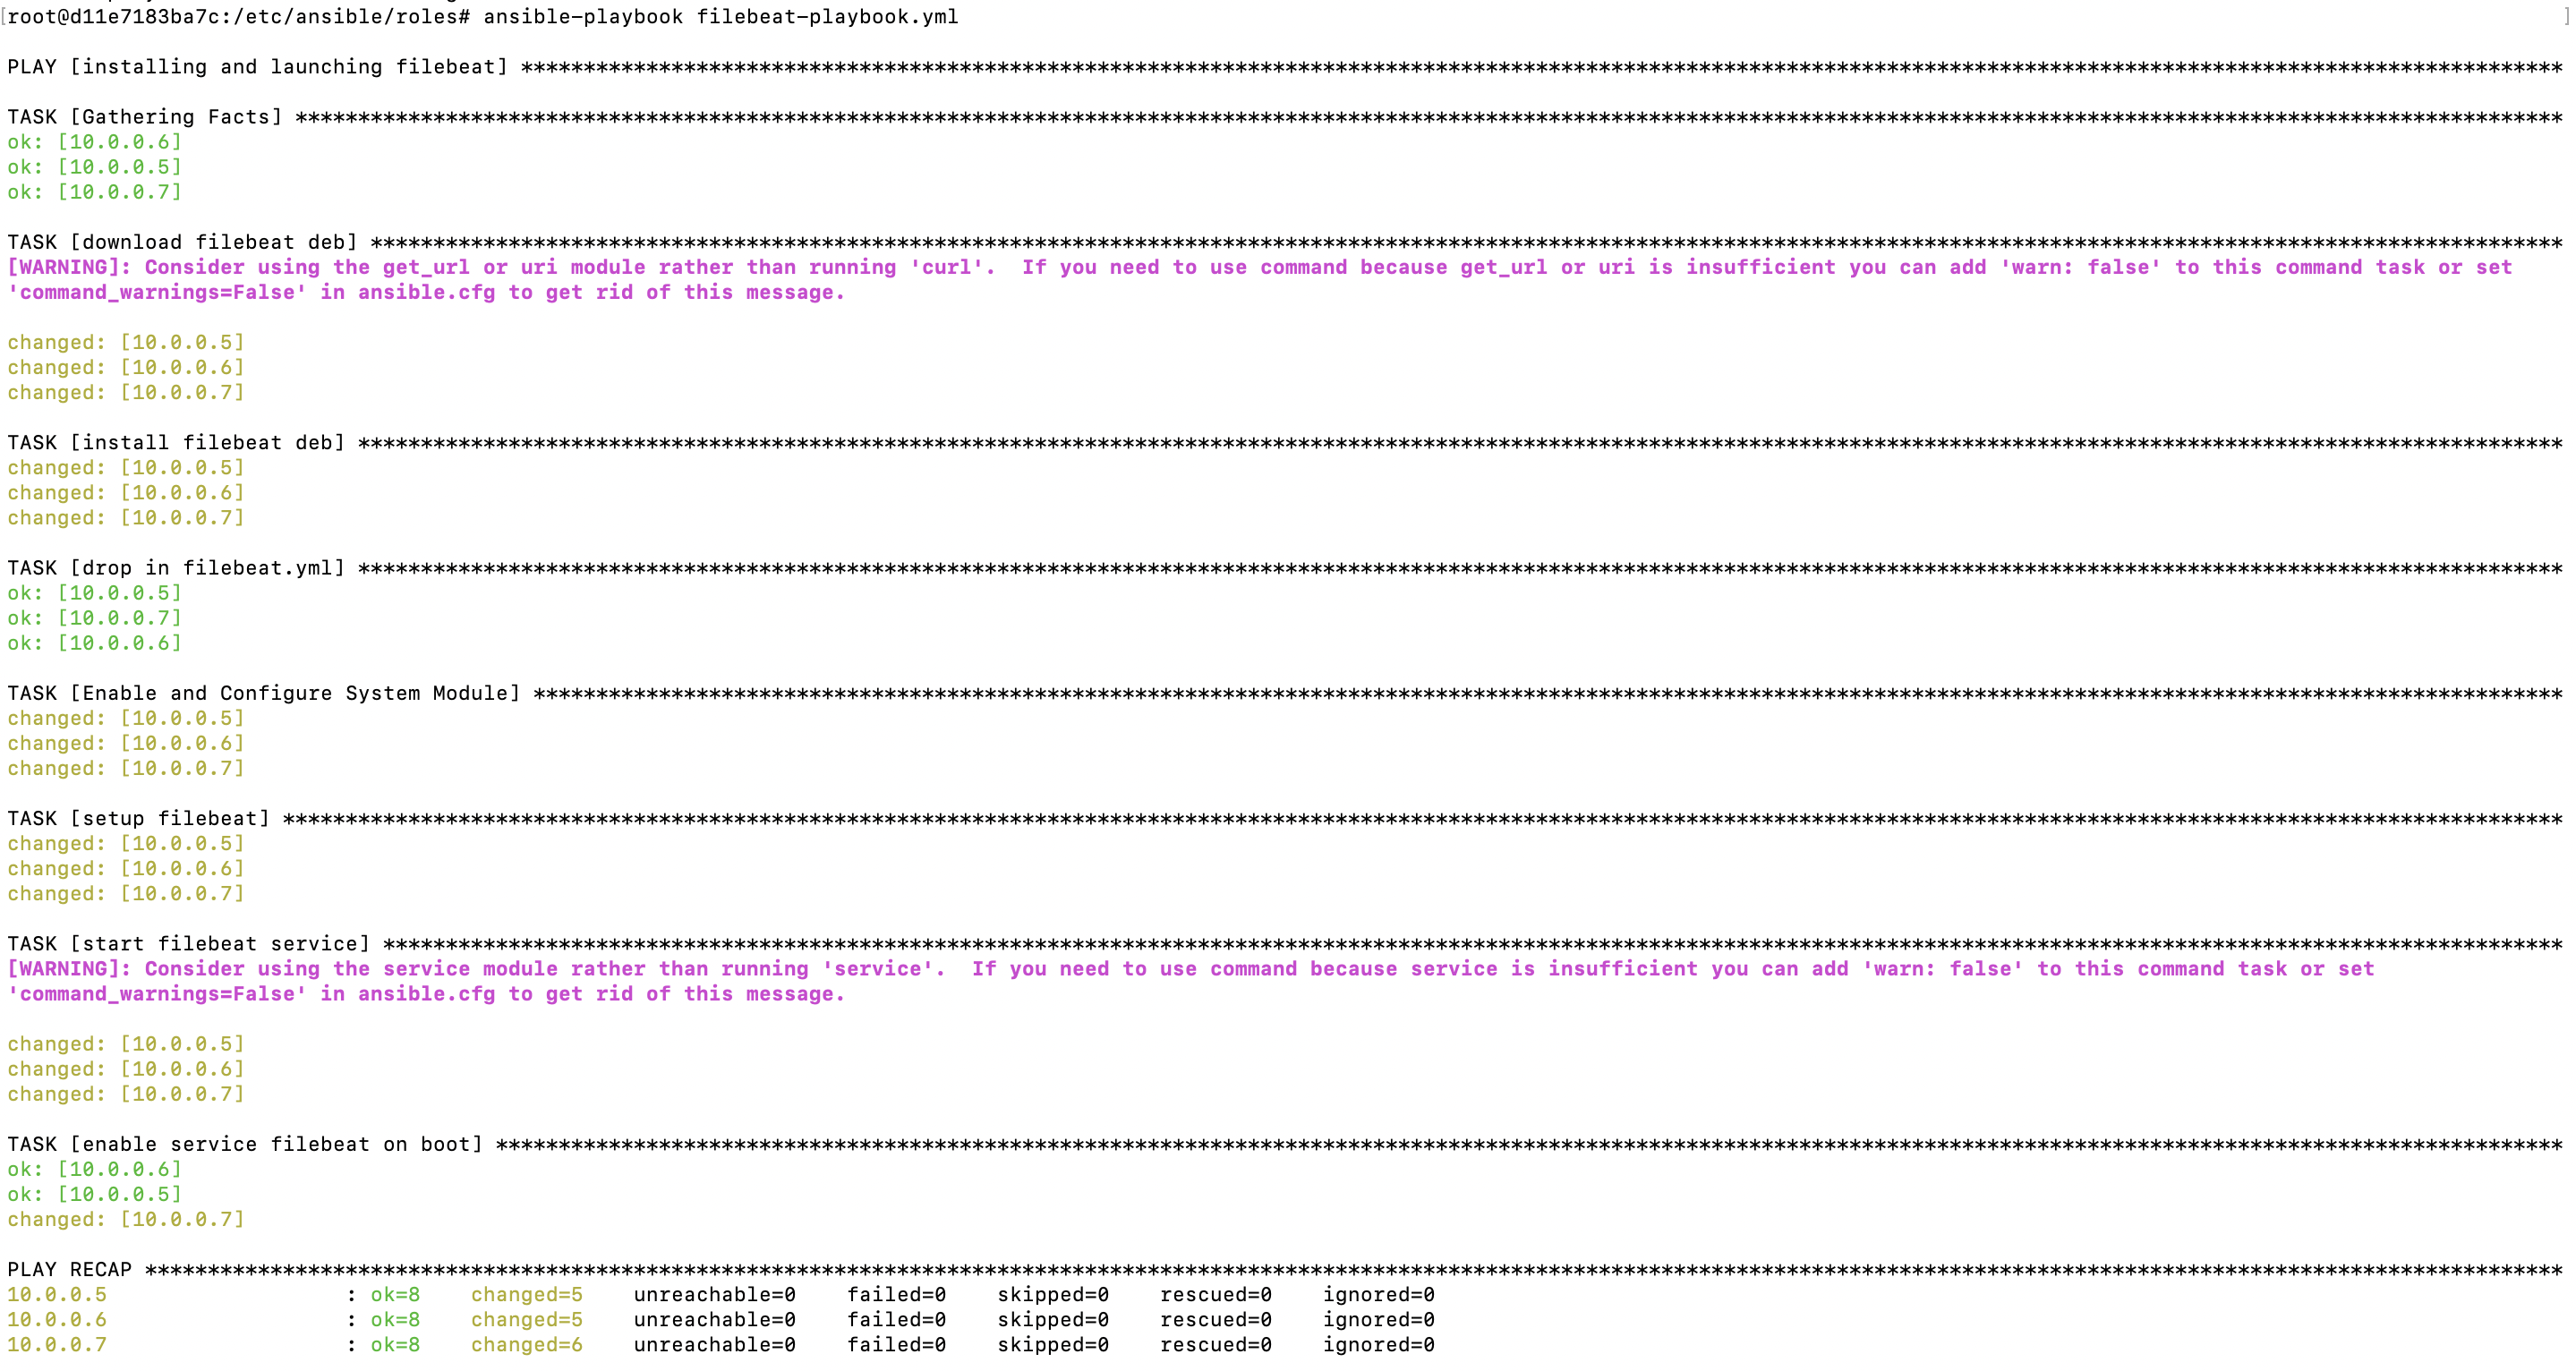 [root@d11e7183ba7c:/etc/ansible/roles# ansible-playbook filebeat-playbook.yml ]
PLAY [installing and launching filebeat] ***********************************************************************************************************************************************************************
TASK [Gathering Facts] *****************************************************************************************************************************************************************************************
ok: [10.0.0.6]
ok: [10.0.0.5]
ok: [10.0.0.7]
TASK [download filebeat deb] ***********************************************************************************************************************************************************************************
[WARNING]: Consider using the get_url or uri module rather than running 'curl'.  If you need to use command because get_url or uri is insufficient you can add 'warn: false' to this command task or set
'command_warnings=False' in ansible.cfg to get rid of this message.
changed: [10.0.0.5]
changed: [10.0.0.6]
changed: [10.0.0.7]
TASK [install filebeat deb] ************************************************************************************************************************************************************************************
changed: [10.0.0.5]
changed: [10.0.0.6]
changed: [10.0.0.7]
TASK [drop in filebeat.yml] ************************************************************************************************************************************************************************************
ok: [10.0.0.5]
ok: [10.0.0.7]
ok: [10.0.0.6]
TASK [Enable and Configure System Module] **********************************************************************************************************************************************************************
changed: [10.0.0.5]
changed: [10.0.0.6]
changed: [10.0.0.7]
TASK [setup filebeat] ******************************************************************************************************************************************************************************************
changed: [10.0.0.5]
changed: [10.0.0.6]
changed: [10.0.0.7]
TASK [start filebeat service] **********************************************************************************************************************************************************************************
[WARNING]: Consider using the service module rather than running 'service'.  If you need to use command because service is insufficient you can add 'warn: false' to this command task or set
'command_warnings=False' in ansible.cfg to get rid of this message.
changed: [10.0.0.5]
changed: [10.0.0.6]
changed: [10.0.0.7]
TASK [enable service filebeat on boot] *************************************************************************************************************************************************************************
ok: [10.0.0.6]
ok: [10.0.0.5]
changed: [10.0.0.7]
PLAY RECAP *****************************************************************************************************************************************************************************************************
10.0.0.5                   : ok=8    changed=5    unreachable=0    failed=0    skipped=0    rescued=0    ignored=0
10.0.0.6                   : ok=8    changed=5    unreachable=0    failed=0    skipped=0    rescued=0    ignored=0
10.0.0.7                   : ok=8    changed=6    unreachable=0    failed=0    skipped=0    rescued=0    ignored=0